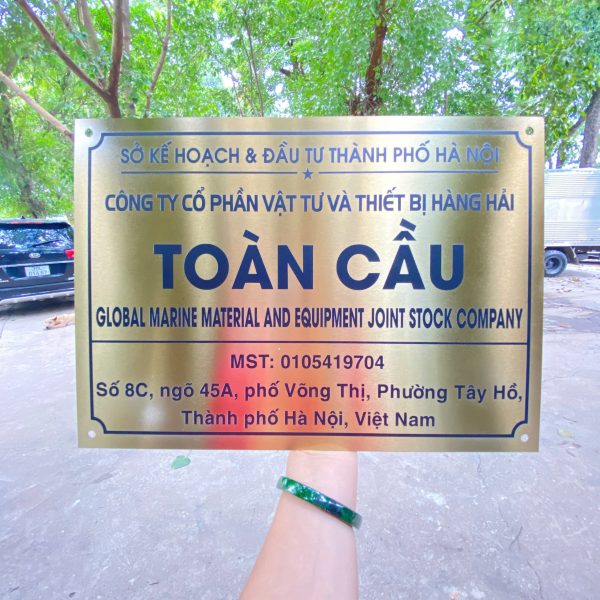 SỞ KẾ HOẠCH & ĐẦU TƯ THÀNH PHỐ HÀ NỘI
CÔNG TY CỔ PHẦN VẬT TƯ VÀ THIẾT BỊ HÀNG HẢI
TOÀN CẦU
GLOBAL MARINE MATERIAL AND EQUIPMENT JOINT STOCK COMPANY
MST: 0105419704
Số 8C, ngõ 45A, phố Võng Thị, Phường Tây Hồ,
Thành phố Hà Nội, Việt Nam